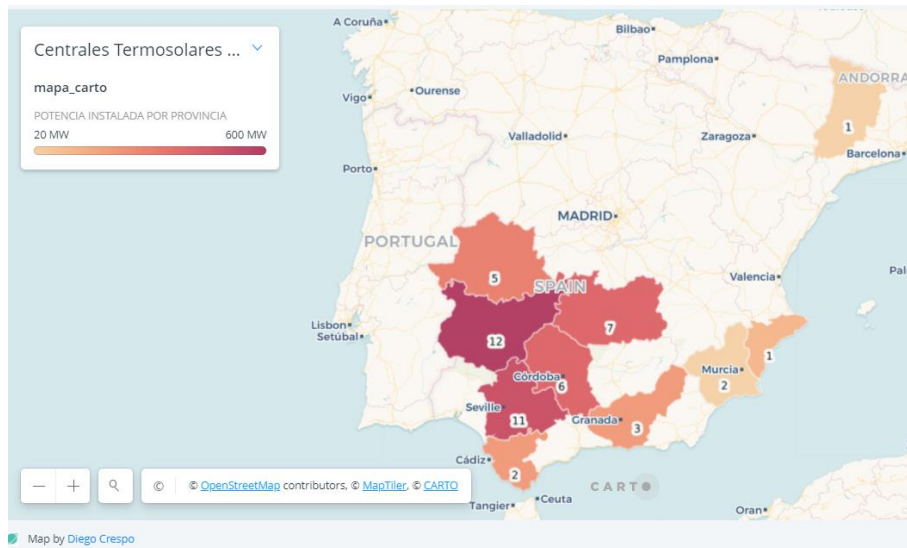 Centrales Termosolares ...
mapa_carto
POTENCIA INSTALADA POR PROVINCIA
20 MW 600 MW
A Coruña
Bilbao
Pamplona
ANDORRA
Vigo
Ourense
1
Valladolid
Zaragoza
Barcelona
Porto
MADRID
PORTUGAL
5
SPAIN
Valencia
Pal
Lisbon
Setúbal
12
7
1
Córdoba
6
Murcia
2
Seville
11
Granada
3
Cádiz
2
CART
© © OpenStreetMap contributors, © MapTiler, © CARTO
Ceuta
Tangier
Oran
Map by Diego Crespo